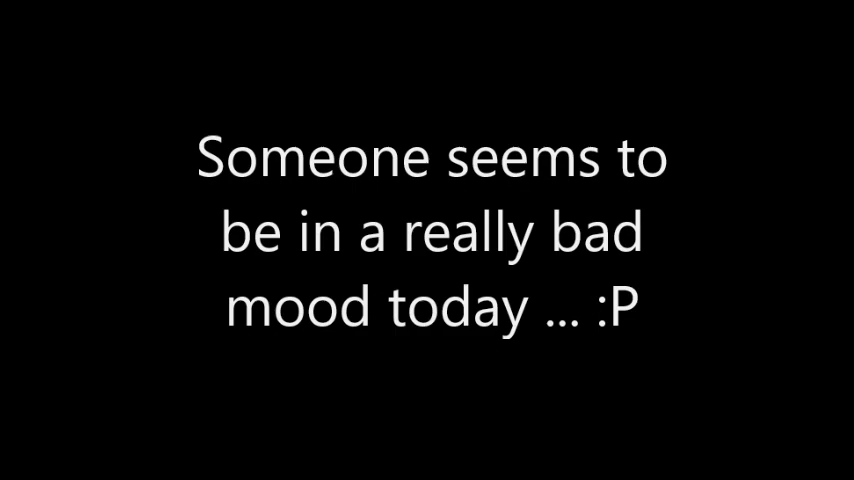 Someone seems to
be in a really bad
mood today ... :P